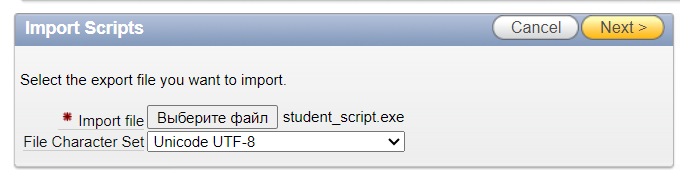 Import Scripts Cancel Next >
Select the export file you want to import.
* Import file Выберите файл student_script.exe
File Character Set Unicode UTF-8